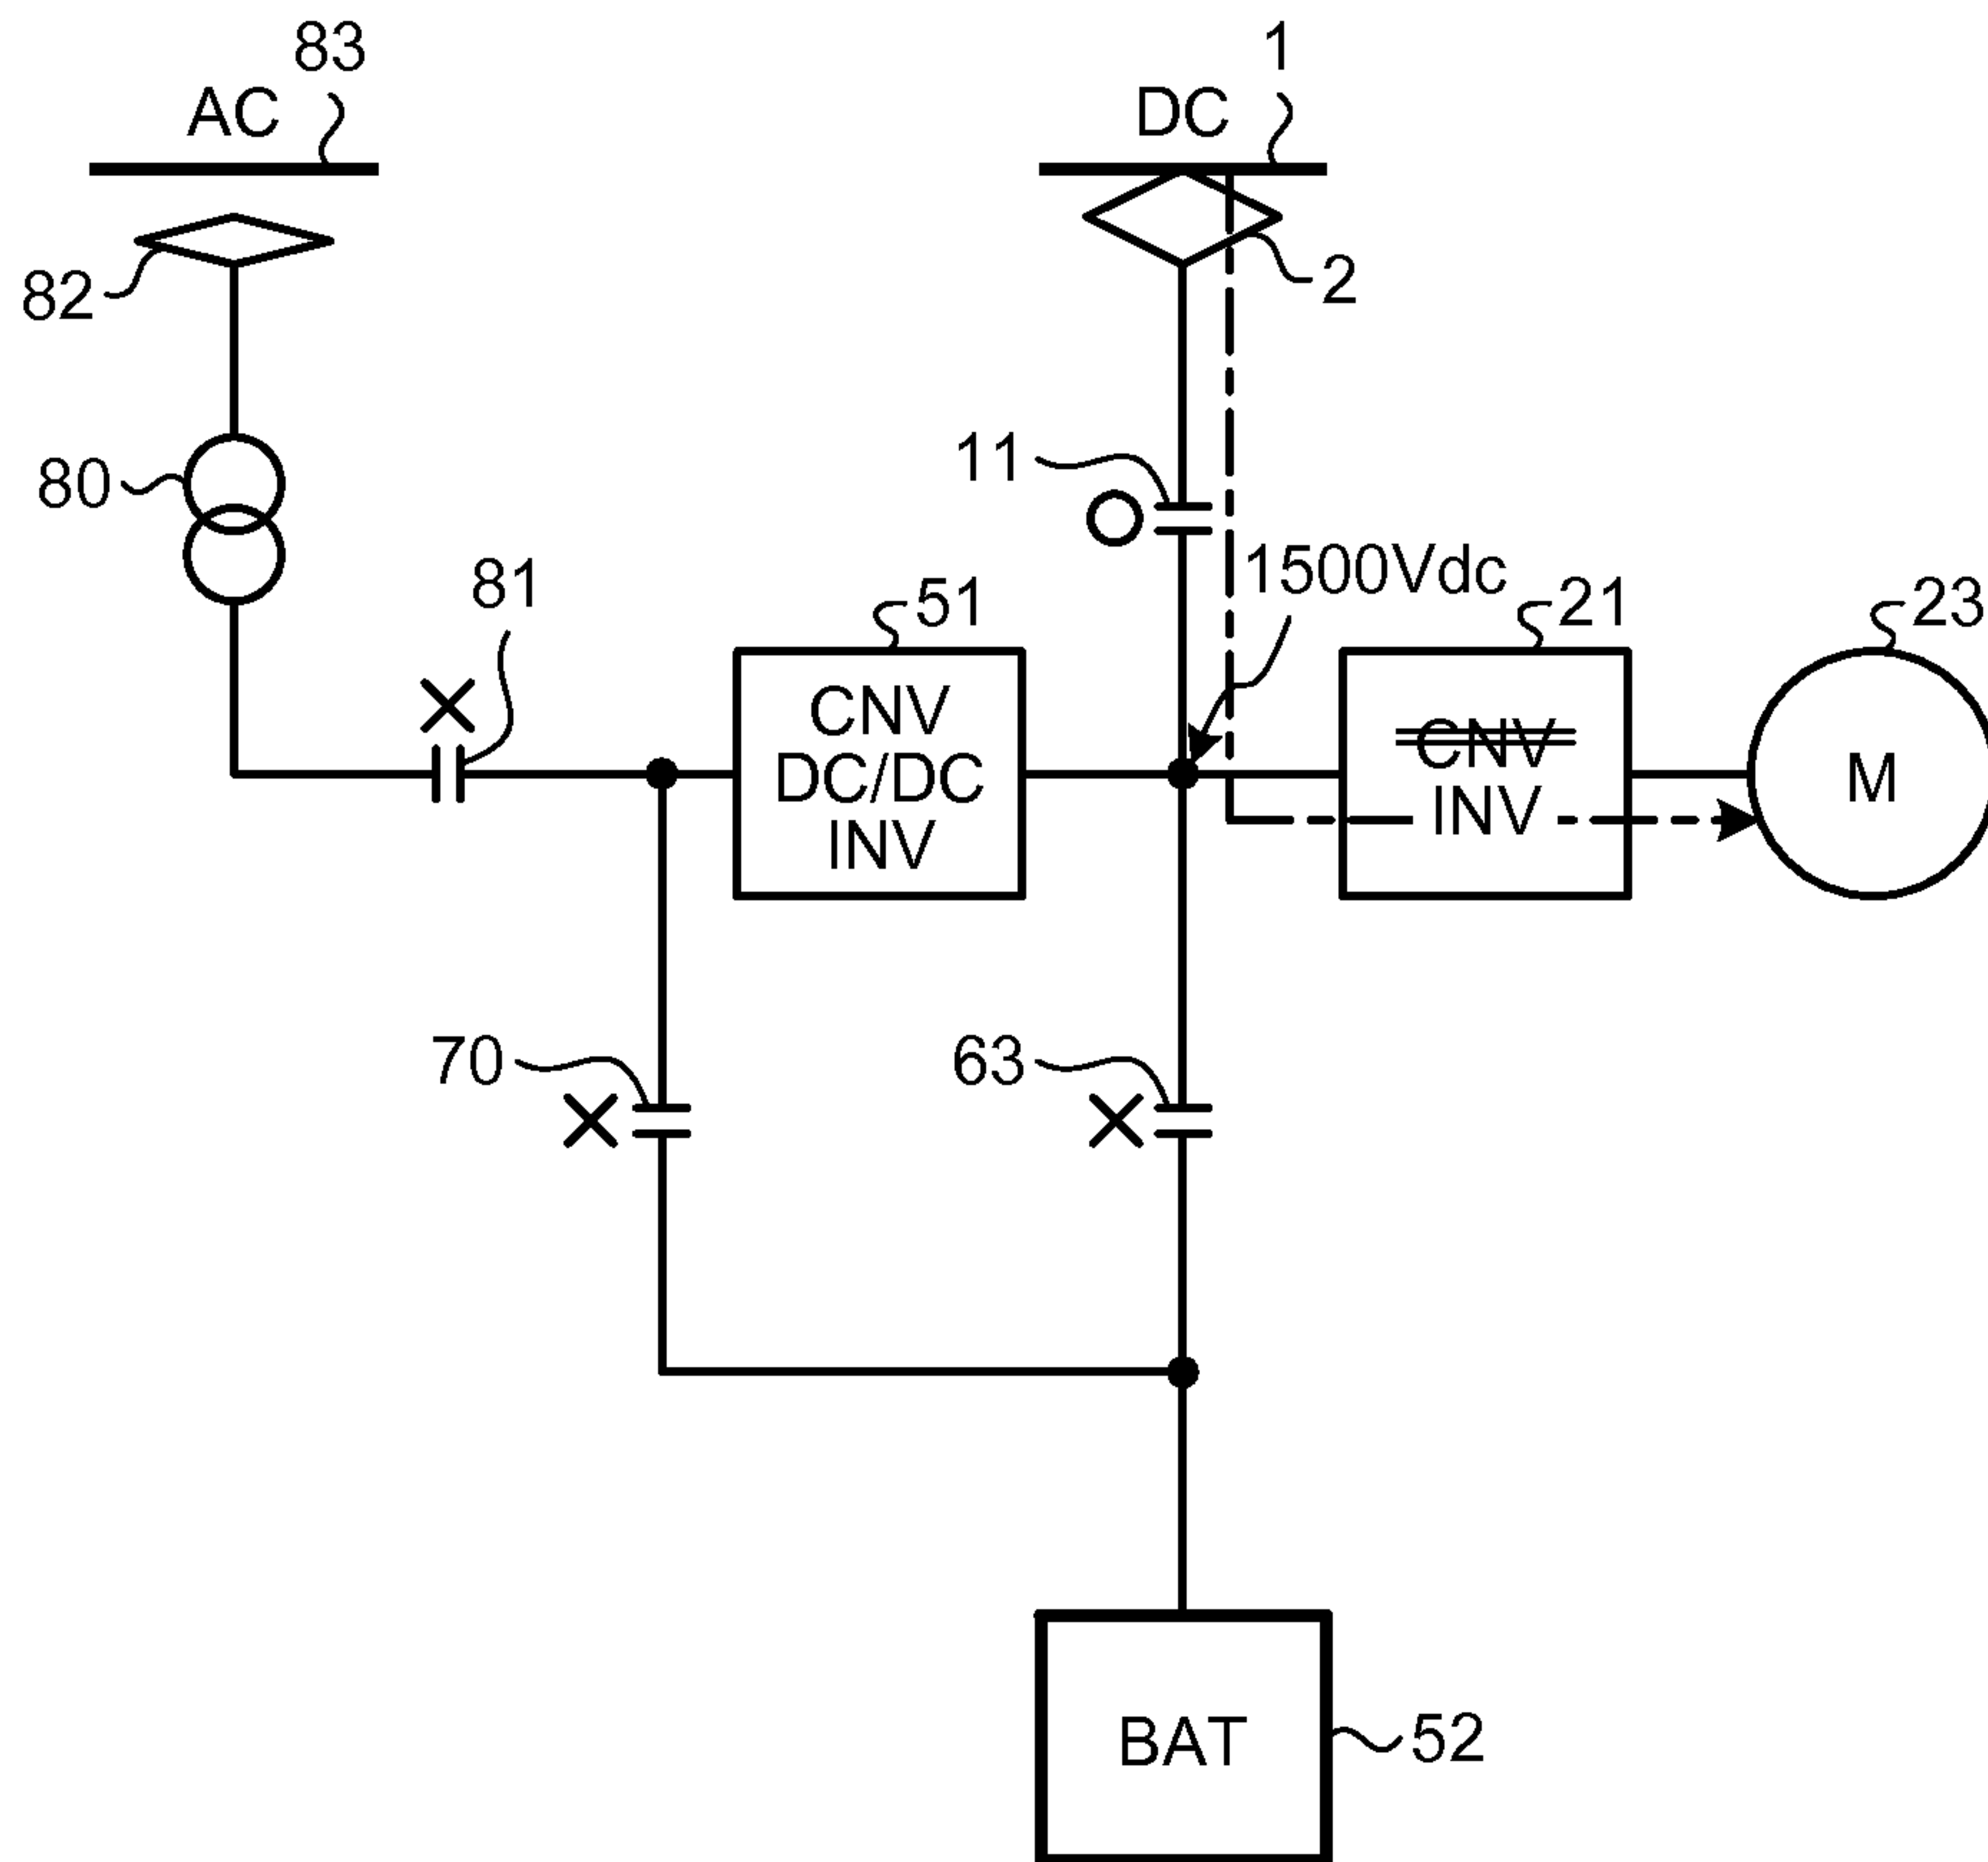 83
AC
1
DC
82
2
80
11
81
1500Vdc
51
21
23
CNV
DC/DC
INV
CNV
INV
M
70
63
BAT
52